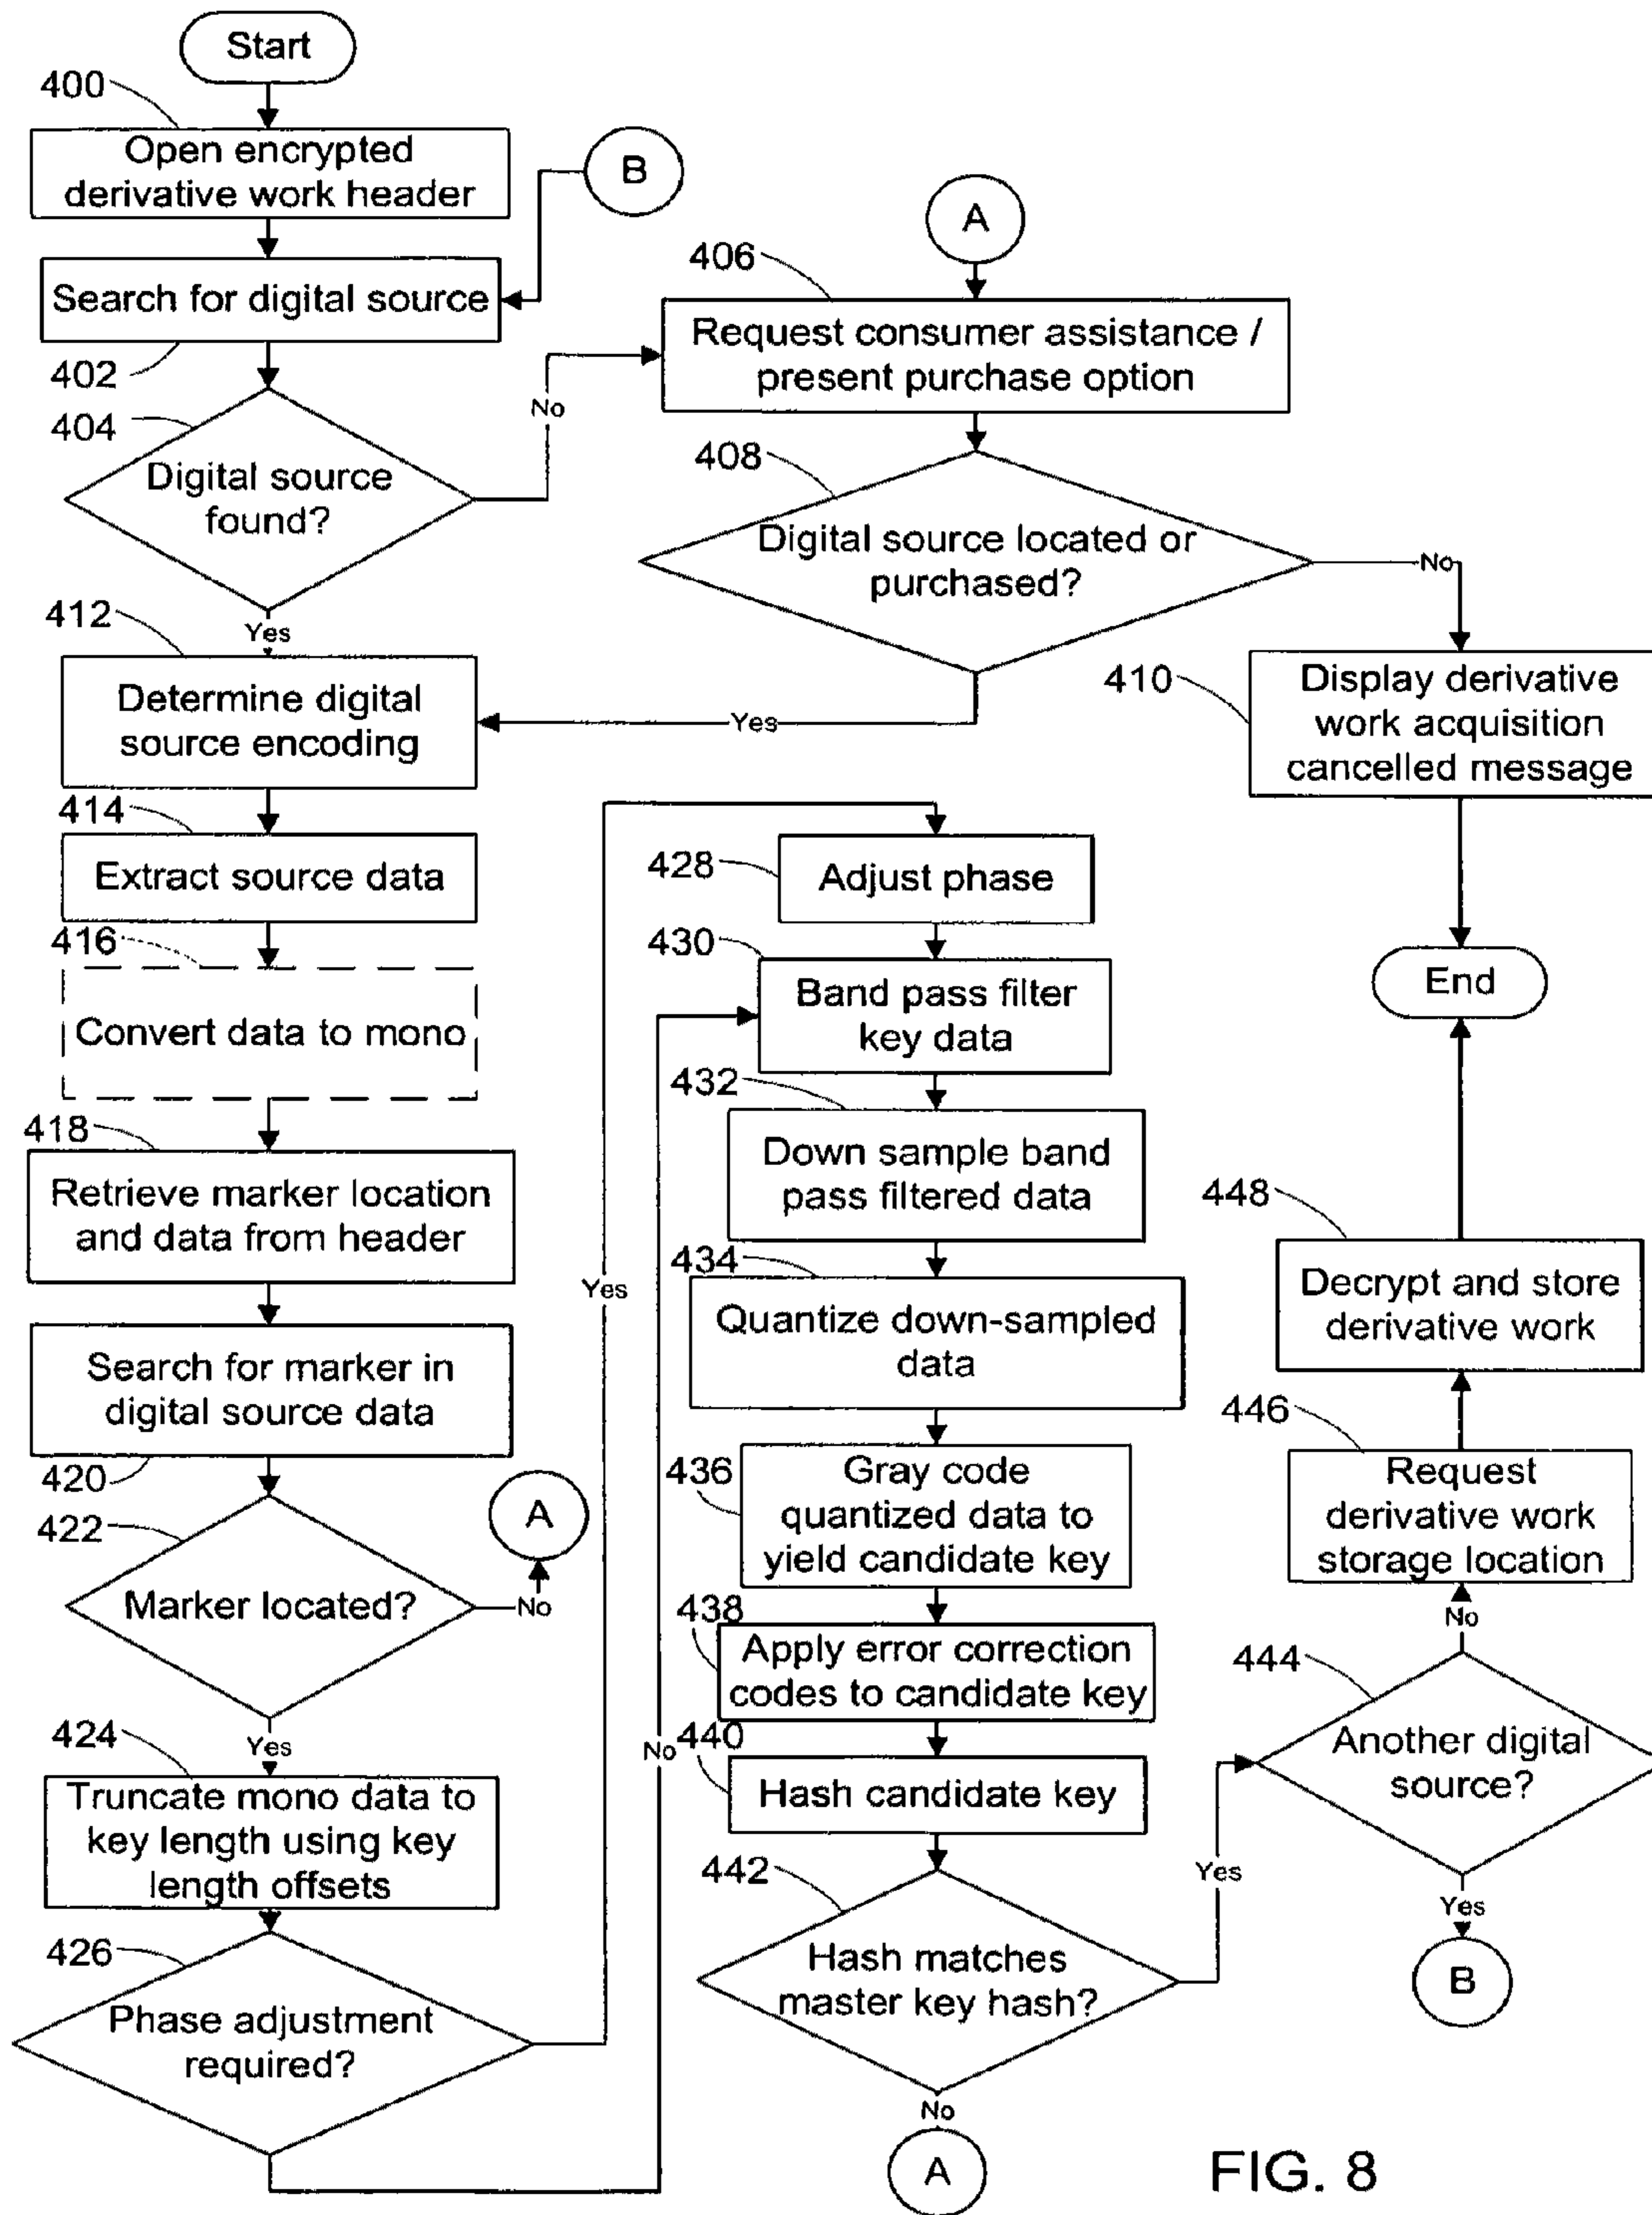 Start
400
Open encrypted
derivative work header
B
Search for digital source
402
404
Digital source
found?
No
Yes
A
406
Request consumer assistance /
present purchase option
408
Digital source located or
purchased?
No
Yes
410
Display derivative
work acquisition
cancelled message
End
412
Determine digital
source encoding
414
Extract source data
416
Convert data to mono
418
Retrieve marker location
and data from header
Search for marker in
digital source data
420
422
Marker located?
No
A
Yes
424
Truncate mono data to
key length using key
length offsets
426
Phase adjustment
required?
Yes
No
428
Adjust phase
430
Band pass filter
key data
432
Down sample band
pass filtered data
434
Quantize down-sampled
data
436
Gray code
quantized data to
yield candidate key
438
Apply error correction
codes to candidate key
440
Hash candidate key
442
Hash matches
master key hash?
Yes
No
A
444
Another digital
source?
No
Yes
B
446
Request
derivative work
storage location
448
Decrypt and store
derivative work
FIG. 8